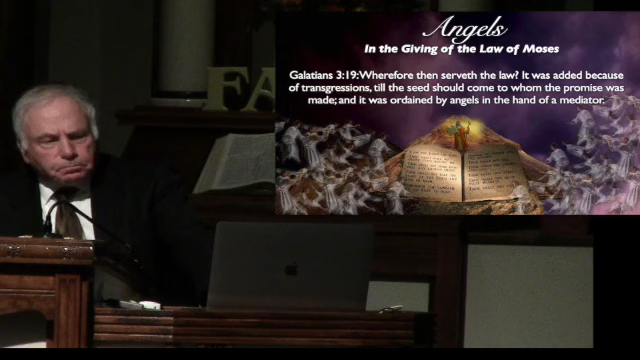 Angels
In the Giving of the Law of Moses
Galatians 3:19:Wherefore then serveth the law? It was added because
of transgressions, till the seed should come to whom the promise was
made; and it was ordained by angels in the hand of a mediator.
FA